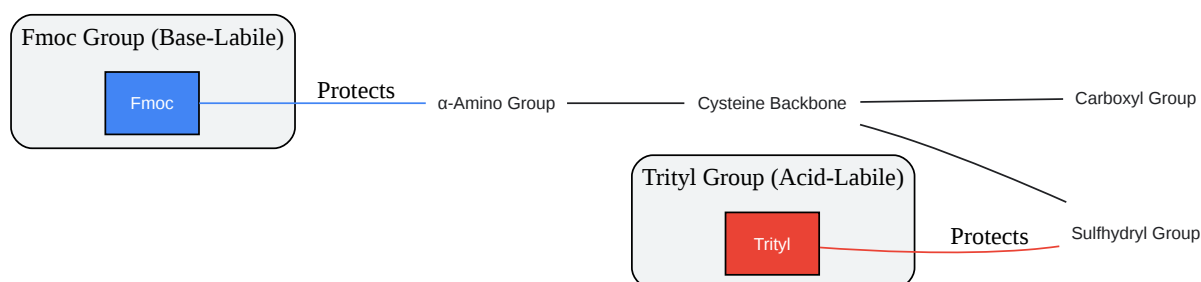 Fmoc Group (Base-Labile)
Fmoc
Protects
α-Amino Group
Cysteine Backbone
Carboxyl Group
Trityl Group (Acid-Labile)
Trityl
Protects
Sulfhydryl Group